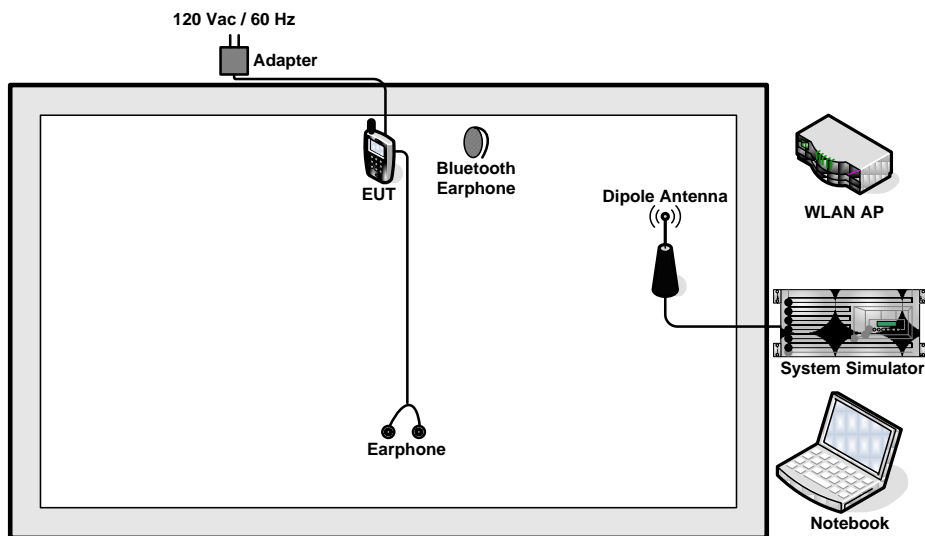 120 Vac / 60 Hz
Adapter
EUT
Bluetooth
Earphone
Dipole Antenna
WLAN AP
System Simulator
Earphone
Notebook